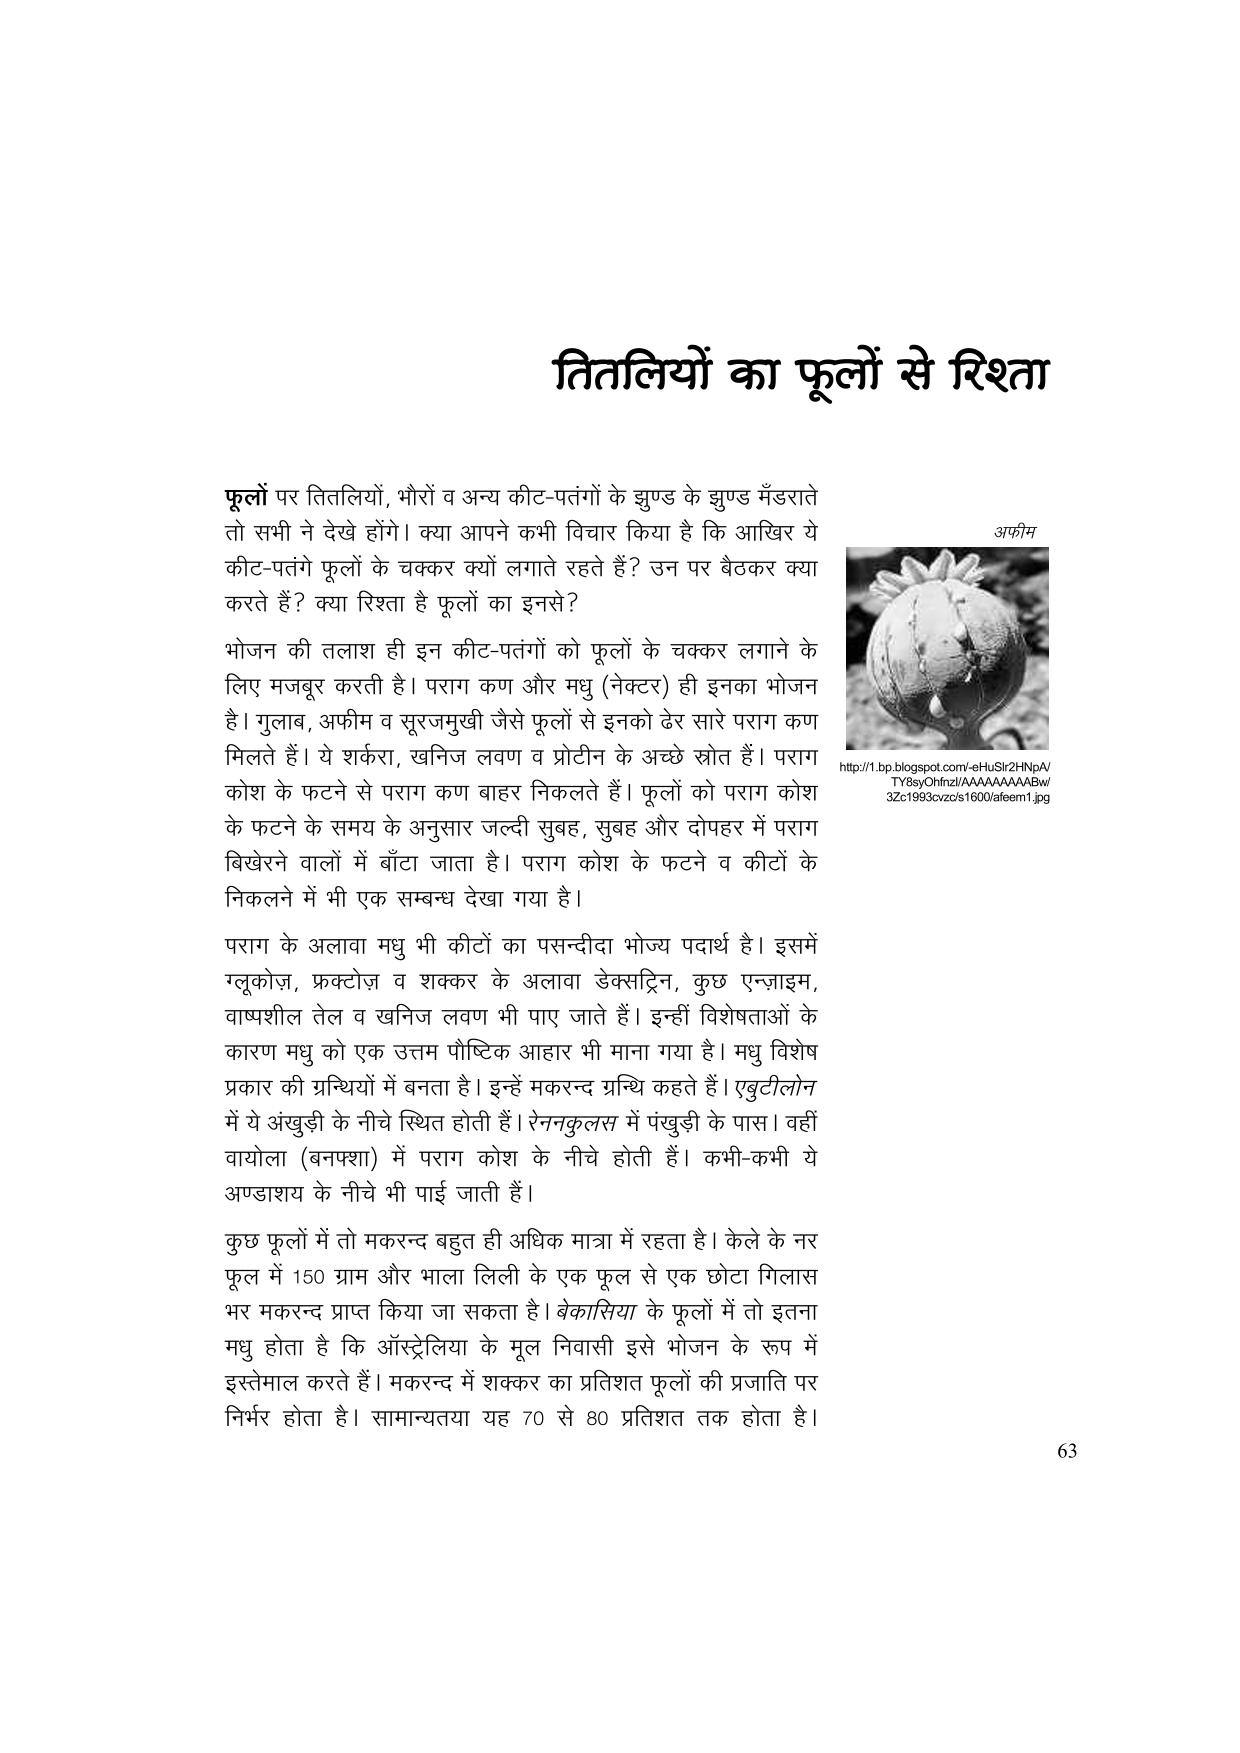 तितलियों का फूलों से रिश्ता
फूलों पर तितलियों, भौरों व अन्य कीट-पतंगों के झुण्ड के झुण्ड मँडराते
तो सभी ने देखे होंगे। क्या आपने कभी विचार किया है कि आखिर ये
कीट-पतंगे फूलों के चक्कर क्यों लगाते रहते हैं? उन पर बैठकर क्या
करते हैं? क्या रिश्ता है फूलों का इनसे?
भोजन की तलाश ही इन कीट-पतंगों को फूलों के चक्कर लगाने के
लिए मजबूर करती है। पराग कण और मधु (नेक्टर) ही इनका भोजन
है। गुलाब, अफीम व सूरजमुखी जैसे फूलों से इनको ढेर सारे पराग कण
मिलते हैं। ये शर्करा, खनिज लवण व प्रोटीन के अच्छे स्रोत हैं। पराग
कोश के फटने से पराग कण बाहर निकलते हैं। फूलों को पराग कोश
के फटने के समय के अनुसार जल्दी सुबह, सुबह और दोपहर में पराग
बिखेरने वालों में बाँटा जाता है। पराग कोश के फटने व कीटों के
निकलने में भी एक सम्बन्ध देखा गया है।
पराग के अलावा मधु भी कीटों का पसन्दीदा भोज्य पदार्थ है। इसमें
ग्लूकोज़, फ्रक्टोज़ व शक्कर के अलावा डेक्सट्रिन, कुछ एन्ज़ाइम,
वाष्पशील तेल व खनिज लवण भी पाए जाते हैं। इन्हीं विशेषताओं के
कारण मधु को एक उत्तम पौष्टिक आहार भी माना गया है। मधु विशेष
प्रकार की ग्रन्थियों में बनता है। इन्हें मकरन्द ग्रन्थि कहते हैं। एबुटीलोन
में ये अंखुड़ी के नीचे स्थित होती हैं। रेननकुलस में पंखुड़ी के पास। वहीं
वायोला (बनफ्शा) में पराग कोश के नीचे होती हैं। कभी-कभी ये
अण्डाशय के नीचे भी पाई जाती हैं।
कुछ फूलों में तो मकरन्द बहुत ही अधिक मात्रा में रहता है। केले के नर
फूल में 150 ग्राम और भाला लिली के एक फूल से एक छोटा गिलास
भर मकरन्द प्राप्त किया जा सकता है। बेकासिया के फूलों में तो इतना
मधु होता है कि ऑस्ट्रेलिया के मूल निवासी इसे भोजन के रूप में
इस्तेमाल करते हैं। मकरन्द में शक्कर का प्रतिशत फूलों की प्रजाति पर
निर्भर होता है। सामान्यतया यह 70 से 80 प्रतिशत तक होता है।
अफीम
http://1.bp.blogspot.com/-eHuSlr2HNpA/
TY8syOhfnzI/AAAAAAAAABw/
3Zc1993cvzc/s1600/afeem1.jpg
63